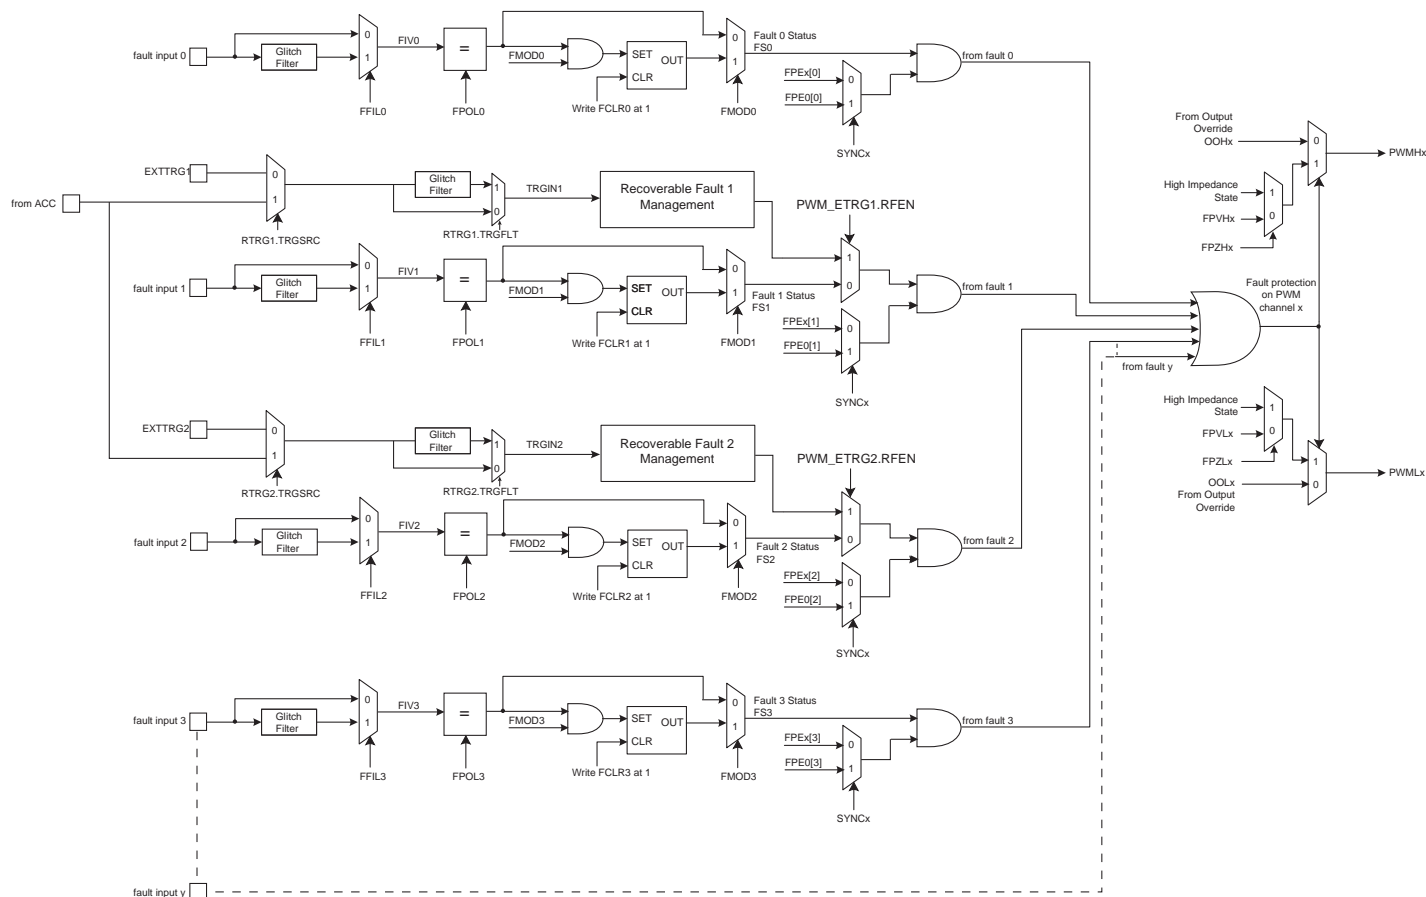 fault input 0
Glitch
Filter
0
1
FFIL0
FIV0
=
FPOL0
FMOD0
SET
OUT
CLR
Write FCLR0 at 1
0
1
FMOD0
Fault 0 Status
FS0
FPEx[0]
FPE0[0]
0
1
SYNCx
from fault 0
from ACC
EXTTRG1
0
1
RTRG1.TRGSRC
Glitch
Filter
1
0
RTRG1.TRGFLT
TRGIN1
Recoverable Fault 1
Management
PWM_ETRG1.RFEN
1
0
fault input 1
Glitch
Filter
0
1
FFIL1
FIV1
=
FPOL1
FMOD1
SET
OUT
CLR
Write FCLR1 at 1
0
1
FMOD1
Fault 1 Status
FS1
FPEx[1]
FPE0[1]
0
1
SYNCx
from fault 1
EXTTRG2
0
1
RTRG2.TRGSRC
Glitch
Filter
1
0
RTRG2.TRGFLT
TRGIN2
Recoverable Fault 2
Management
PWM_ETRG2.RFEN
1
0
fault input 2
Glitch
Filter
0
1
FFIL2
FIV2
=
FPOL2
FMOD2
SET
OUT
CLR
Write FCLR2 at 1
0
1
FMOD2
Fault 2 Status
FS2
FPEx[2]
FPE0[2]
0
1
SYNCx
from fault 2
fault input 3
Glitch
Filter
0
1
FFIL3
FIV3
=
FPOL3
FMOD3
SET
OUT
CLR
Write FCLR3 at 1
0
1
FMOD3
Fault 3 Status
FS3
FPEx[3]
FPE0[3]
0
1
SYNCx
from fault 3
fault input y
from fault y
From Output
Override
OOHx
0
1
PWMHx
High Impedance
State
FPVHx
FPZHx
1
0
Fault protection
on PWM
channel x
High Impedance
State
FPVLx
FPZLx
1
0
OOLx
From Output
Override
1
0
PWMLx